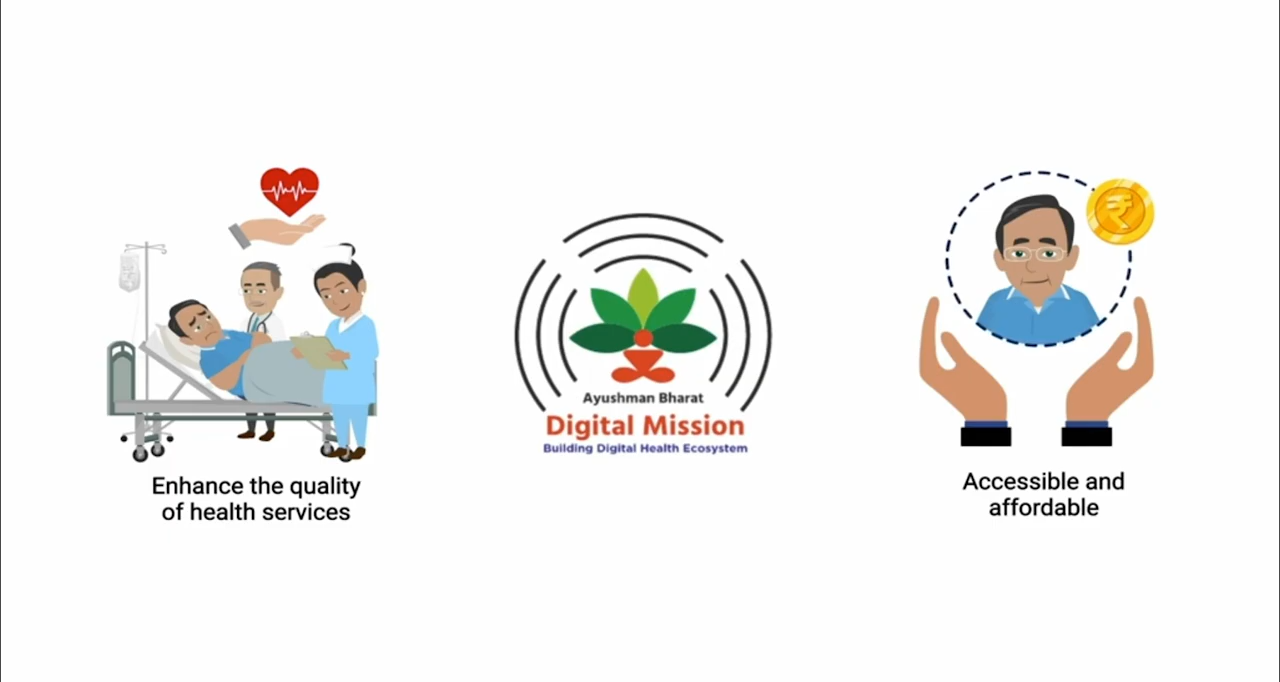 Enhance the quality
of health services
Ayushman Bharat
Digital Mission
Building Digital Health Ecosystem
Accessible and
affordable